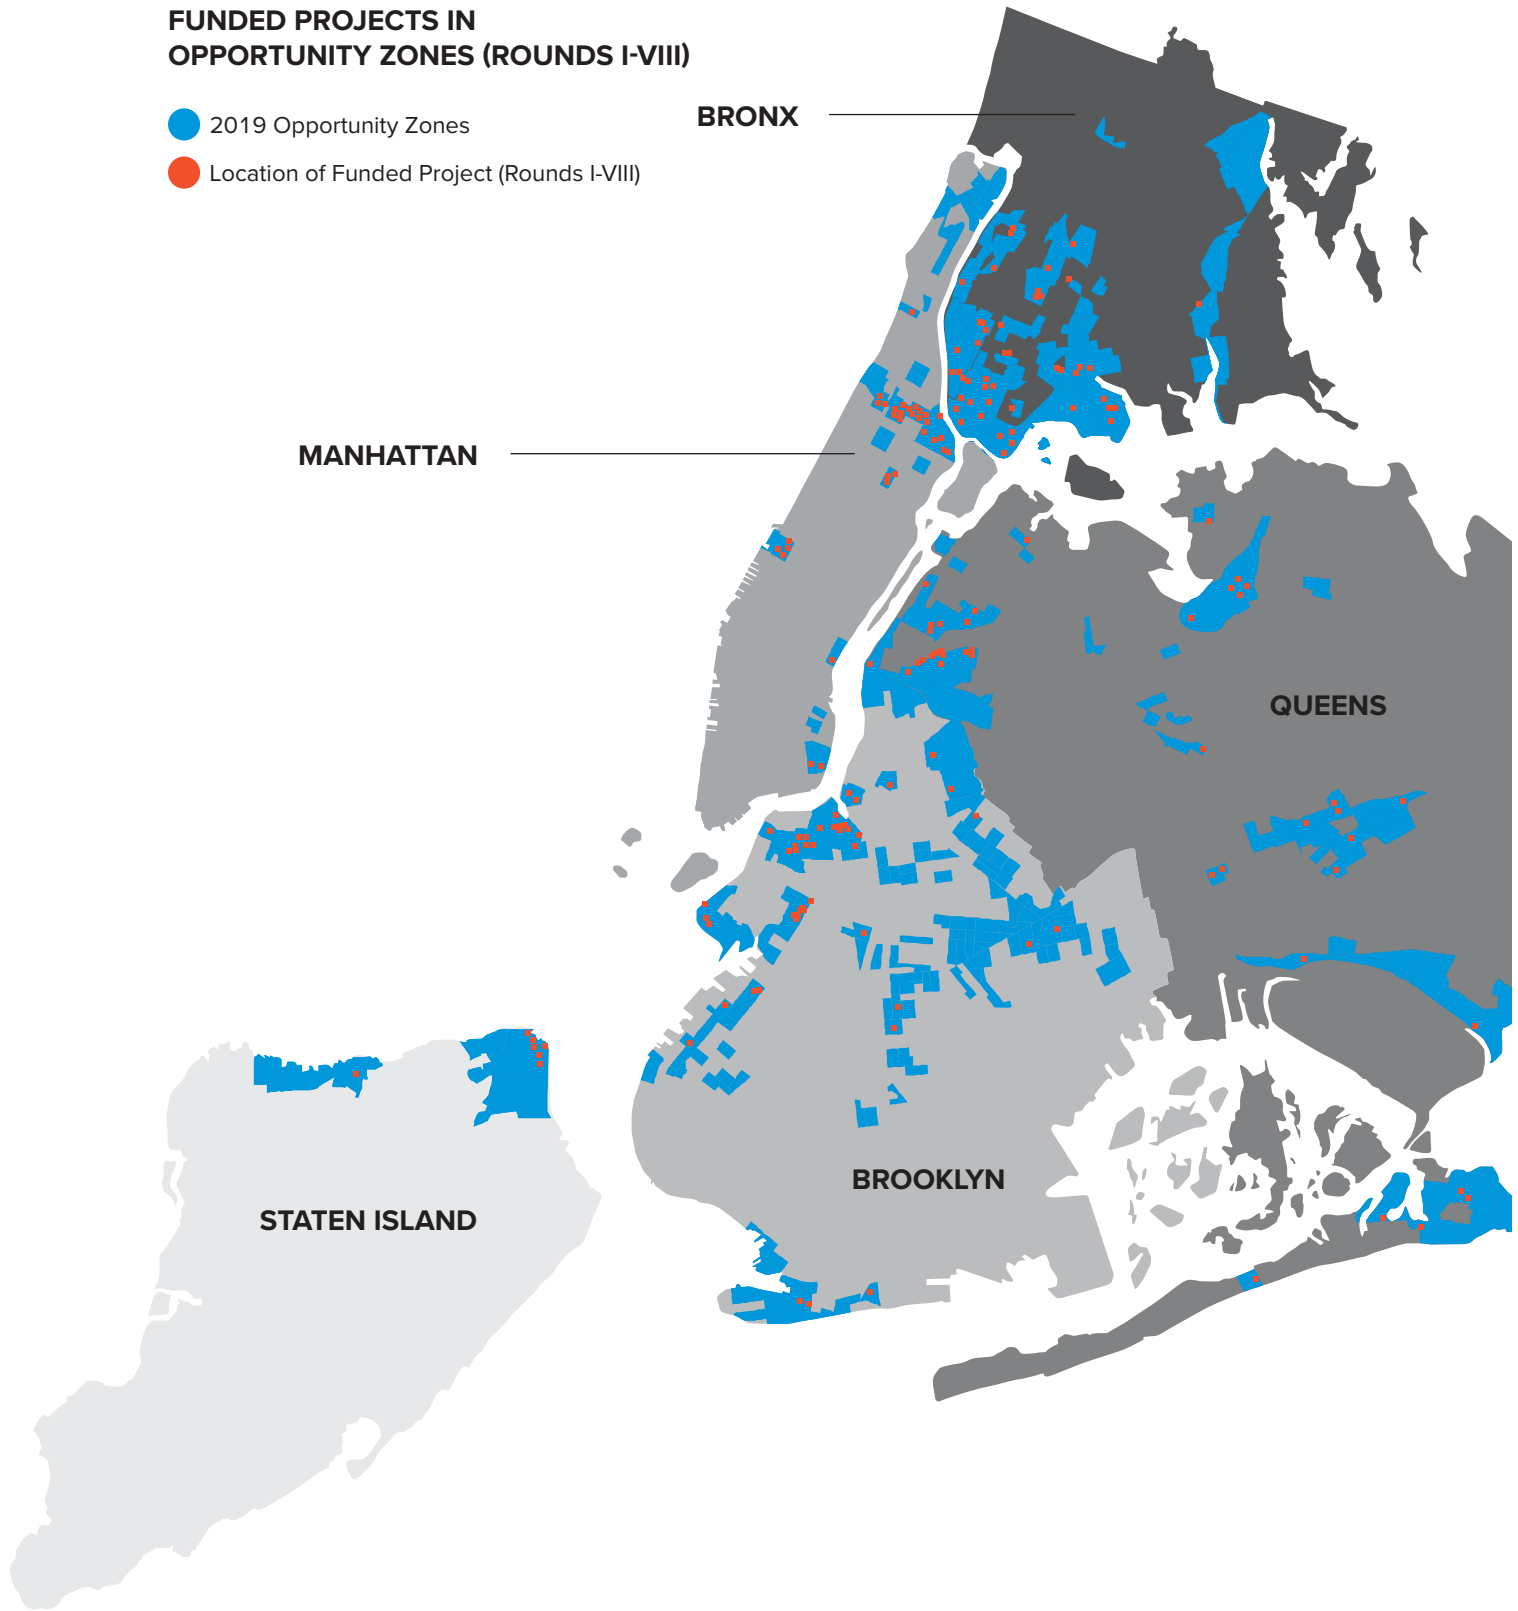 FUNDED PROJECTS IN
OPPORTUNITY ZONES (ROUNDS I-VIII)
2019 Opportunity Zones
Location of Funded Project (Rounds I-VIII)
BRONX
MANHATTAN
QUEENS
BROOKLYN
STATEN ISLAND